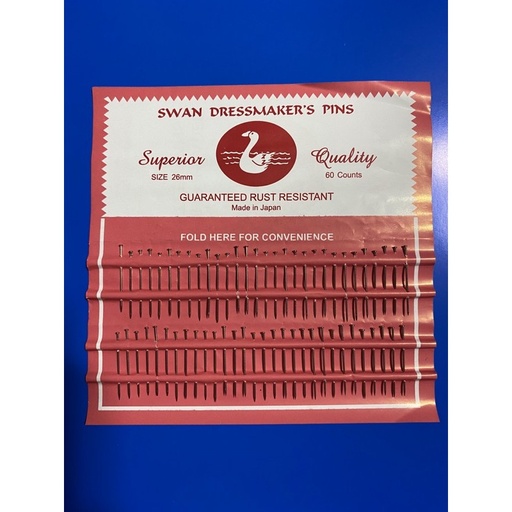 SWAN DRESSMAKER'S PINS
Superior Quality
SIZE 26mm 60 Counts
GUARANTEED RUST RESISTANT
Made in Japan
FOLD HERE FOR CONVENIENCE